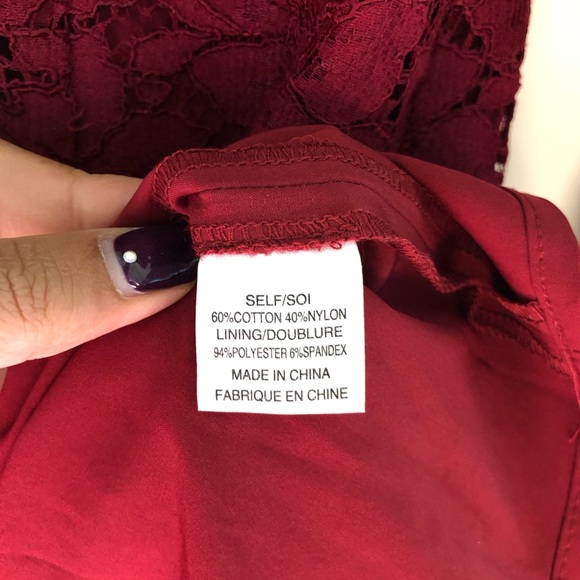 SELF/SOI
60%COTTON 40%NYLON
LINING/DOUBLURE
94%POLYESTER 6%SPANDEX
MADE IN CHINA
FABRIQUE EN CHINE